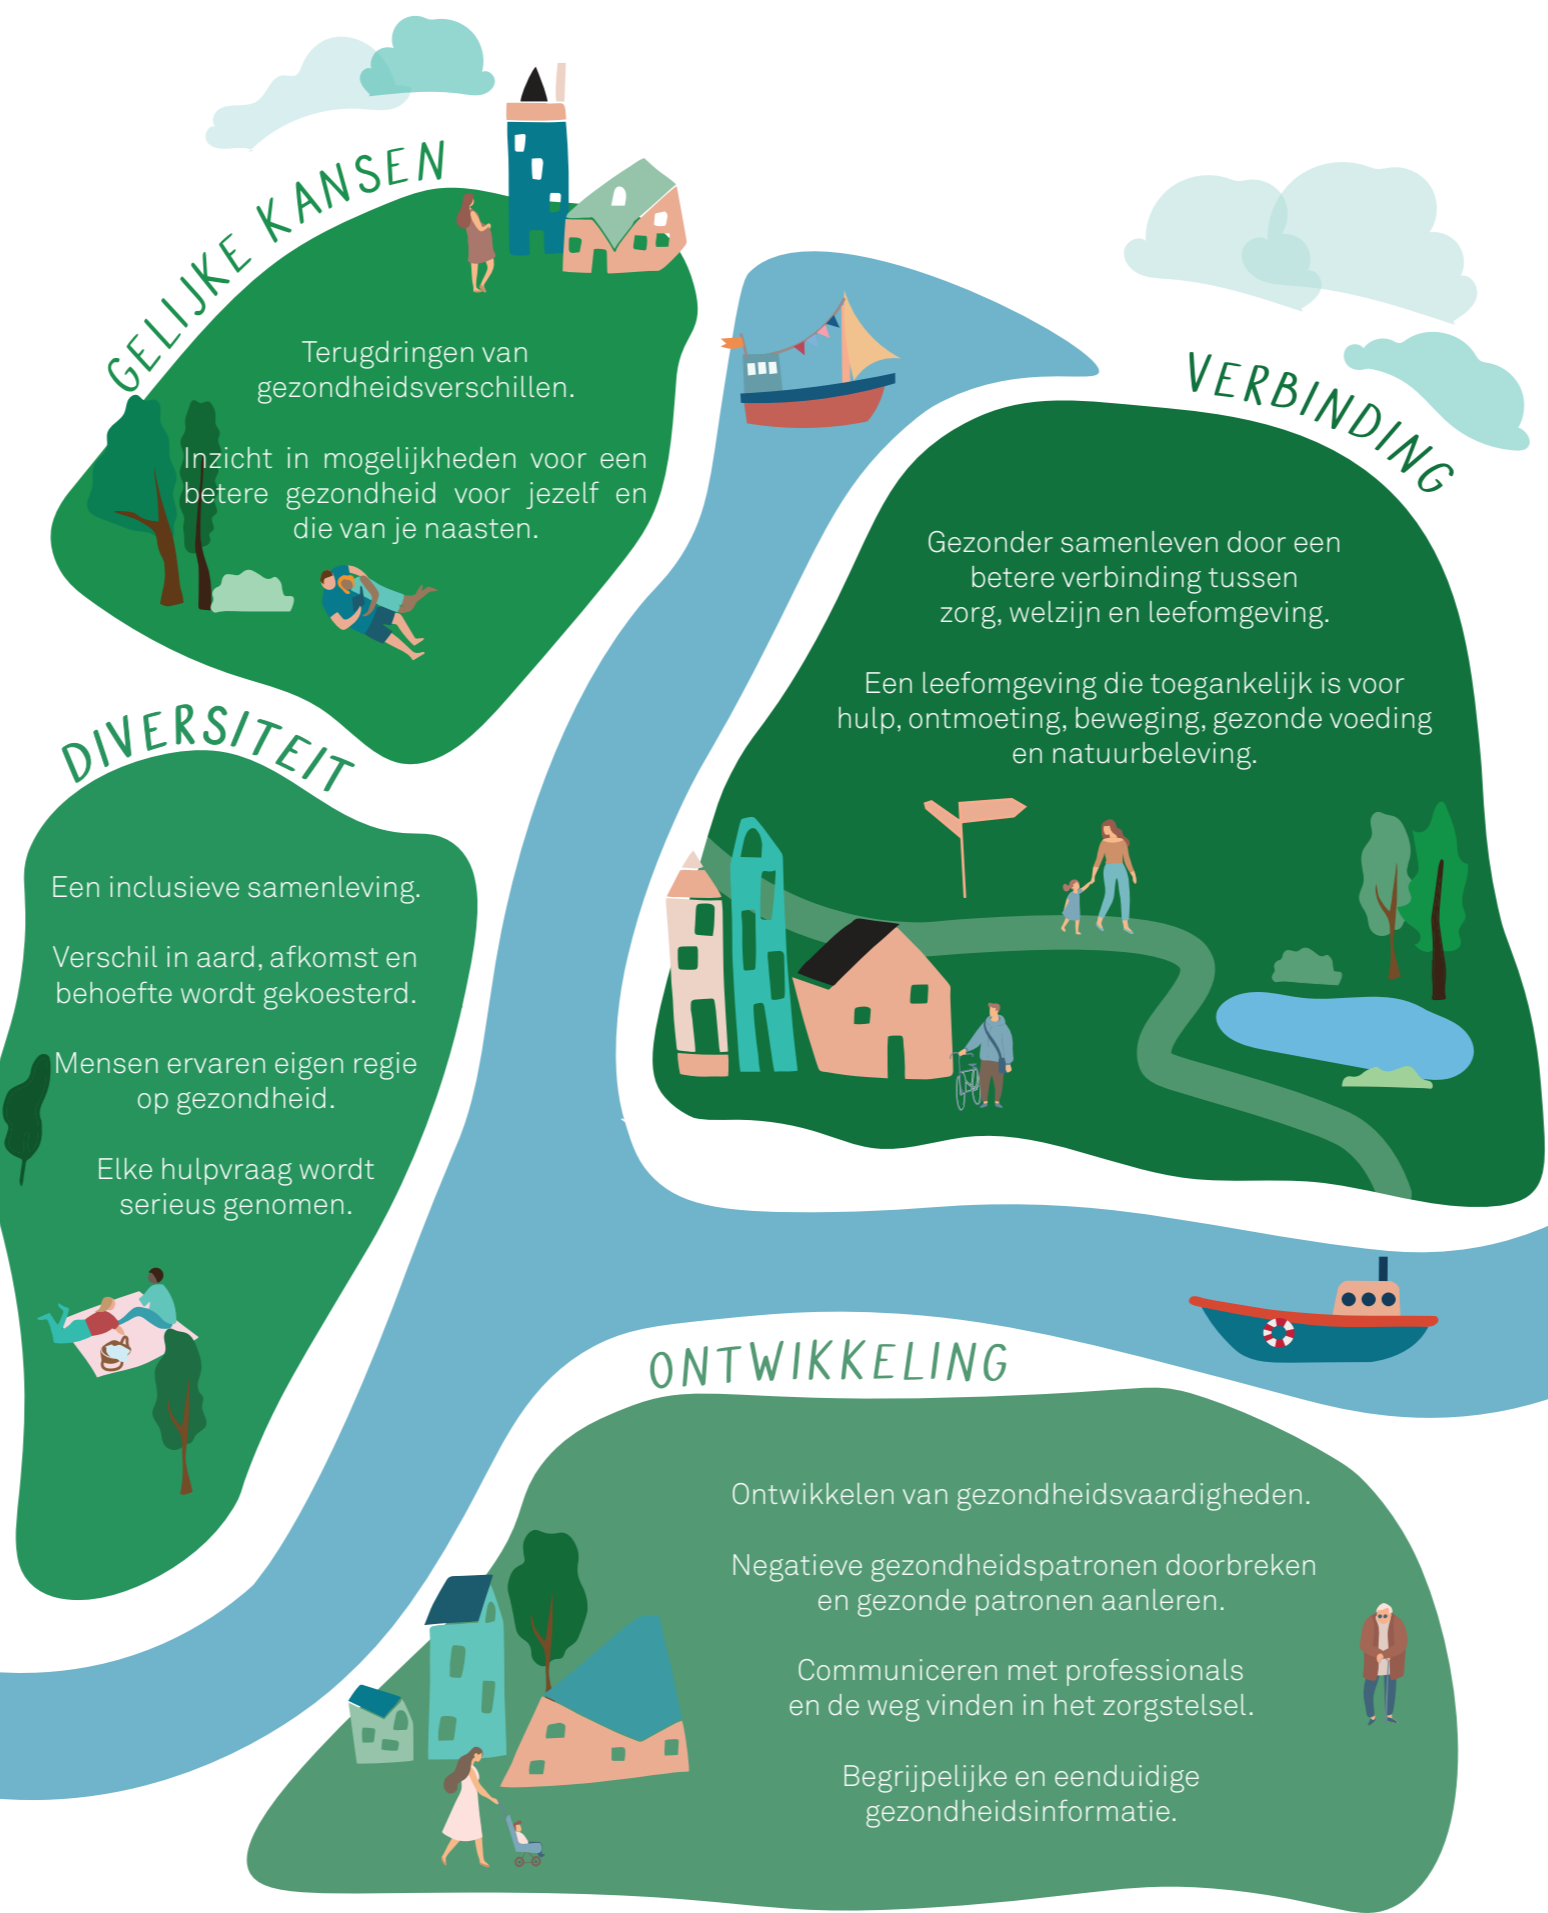 GELIJKE KANSEN
Terugdringen van
gezondheidsverschillen.
Inzicht in mogelijkheden voor een
betere gezondheid voor jezelf en
die van je naasten.
VERBINDING
Gezonder samenleven door een
betere verbinding tussen
zorg, welzijn en leefomgeving.
Een leefomgeving die toegankelijk is voor
hulp, ontmoeting, beweging, gezonde voeding
en natuurbeleving.
DIVERSITEIT
Een inclusieve samenleving.
Verschil in aard, afkomst en
behoefte wordt gekoesterd.
Mensen ervaren eigen regie
op gezondheid.
Elke hulpvraag wordt
serieus genomen.
ONTWIKKELING
Ontwikkelen van gezondheidsvaardigheden.
Negatieve gezondheidspatronen doorbreken
en gezonde patronen aanleren.
Communiceren met professionals
en de weg vinden in het zorgstelsel.
Begrijpelijke en eenduidige
gezondheidsinformatie.